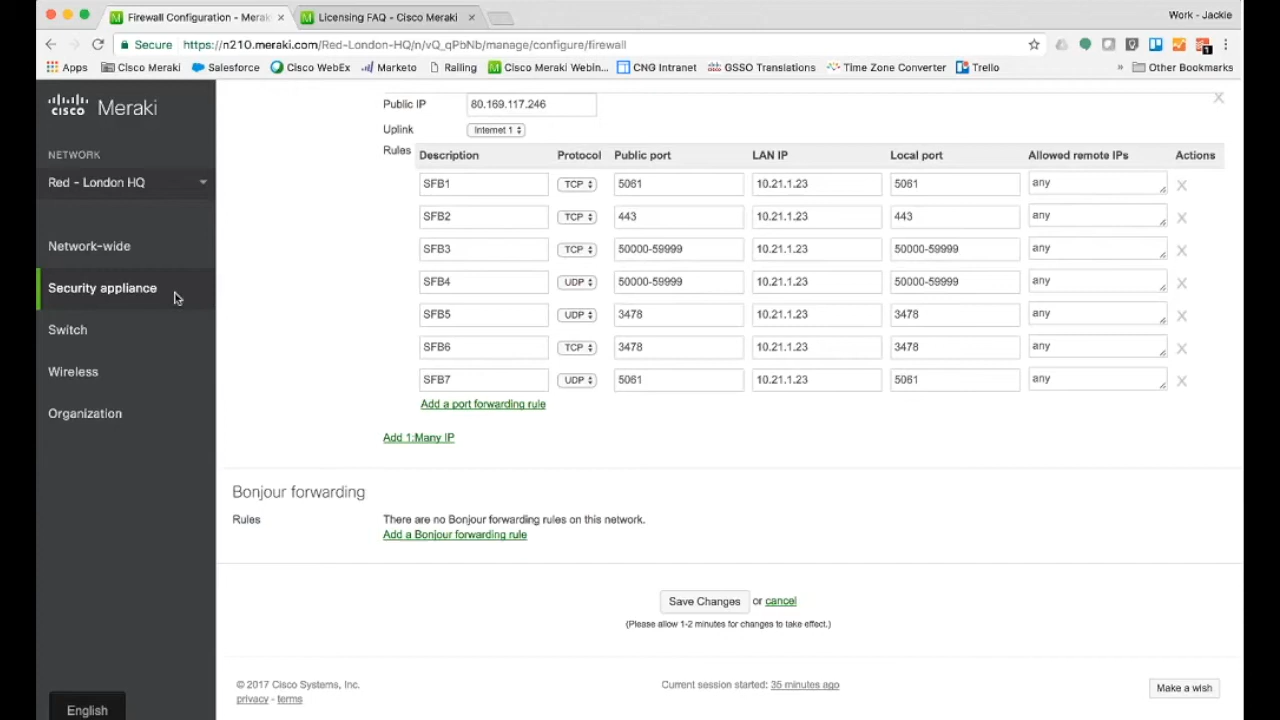 Firewall Configuration - Merak
Licensing FAQ - Cisco Meraki
Work - Jackie
Secure https://n210.meraki.com/Red-London-HQ/n/vQ_qPbNb/manage/configure/firewall
Apps Cisco Meraki Salesforce Cisco WebEx Marketo Railing Cisco Meraki Webin... CNG Intranet GSSO Translations Time Zone Converter Trello » Other Bookmarks
cisco Meraki
NETWORK
Red - London HQ
Network-wide
Security appliance
Switch
Wireless
Organization
English
Public IP 80.169.117.246
Uplink Internet 1
Rules Description Protocol Public port LAN IP Local port Allowed remote IPs Actions
SFB1 TCP 5061 10.21.1.23 5061 any X
SFB2 TCP 443 10.21.1.23 443 any X
SFB3 TCP 50000-59999 10.21.1.23 50000-59999 any X
SFB4 UDP 50000-59999 10.21.1.23 50000-59999 any X
SFB5 UDP 3478 10.21.1.23 3478 any X
SFB6 TCP 3478 10.21.1.23 3478 any X
SFB7 UDP 5061 10.21.1.23 5061 any X
Add a port forwarding rule
Add 1:Many IP
Bonjour forwarding
Rules There are no Bonjour forwarding rules on this network.
Add a Bonjour forwarding rule
Save Changes or cancel
(Please allow 1-2 minutes for changes to take effect.)
© 2017 Cisco Systems, Inc.
privacy - terms
Current session started: 35 minutes ago
Make a wish